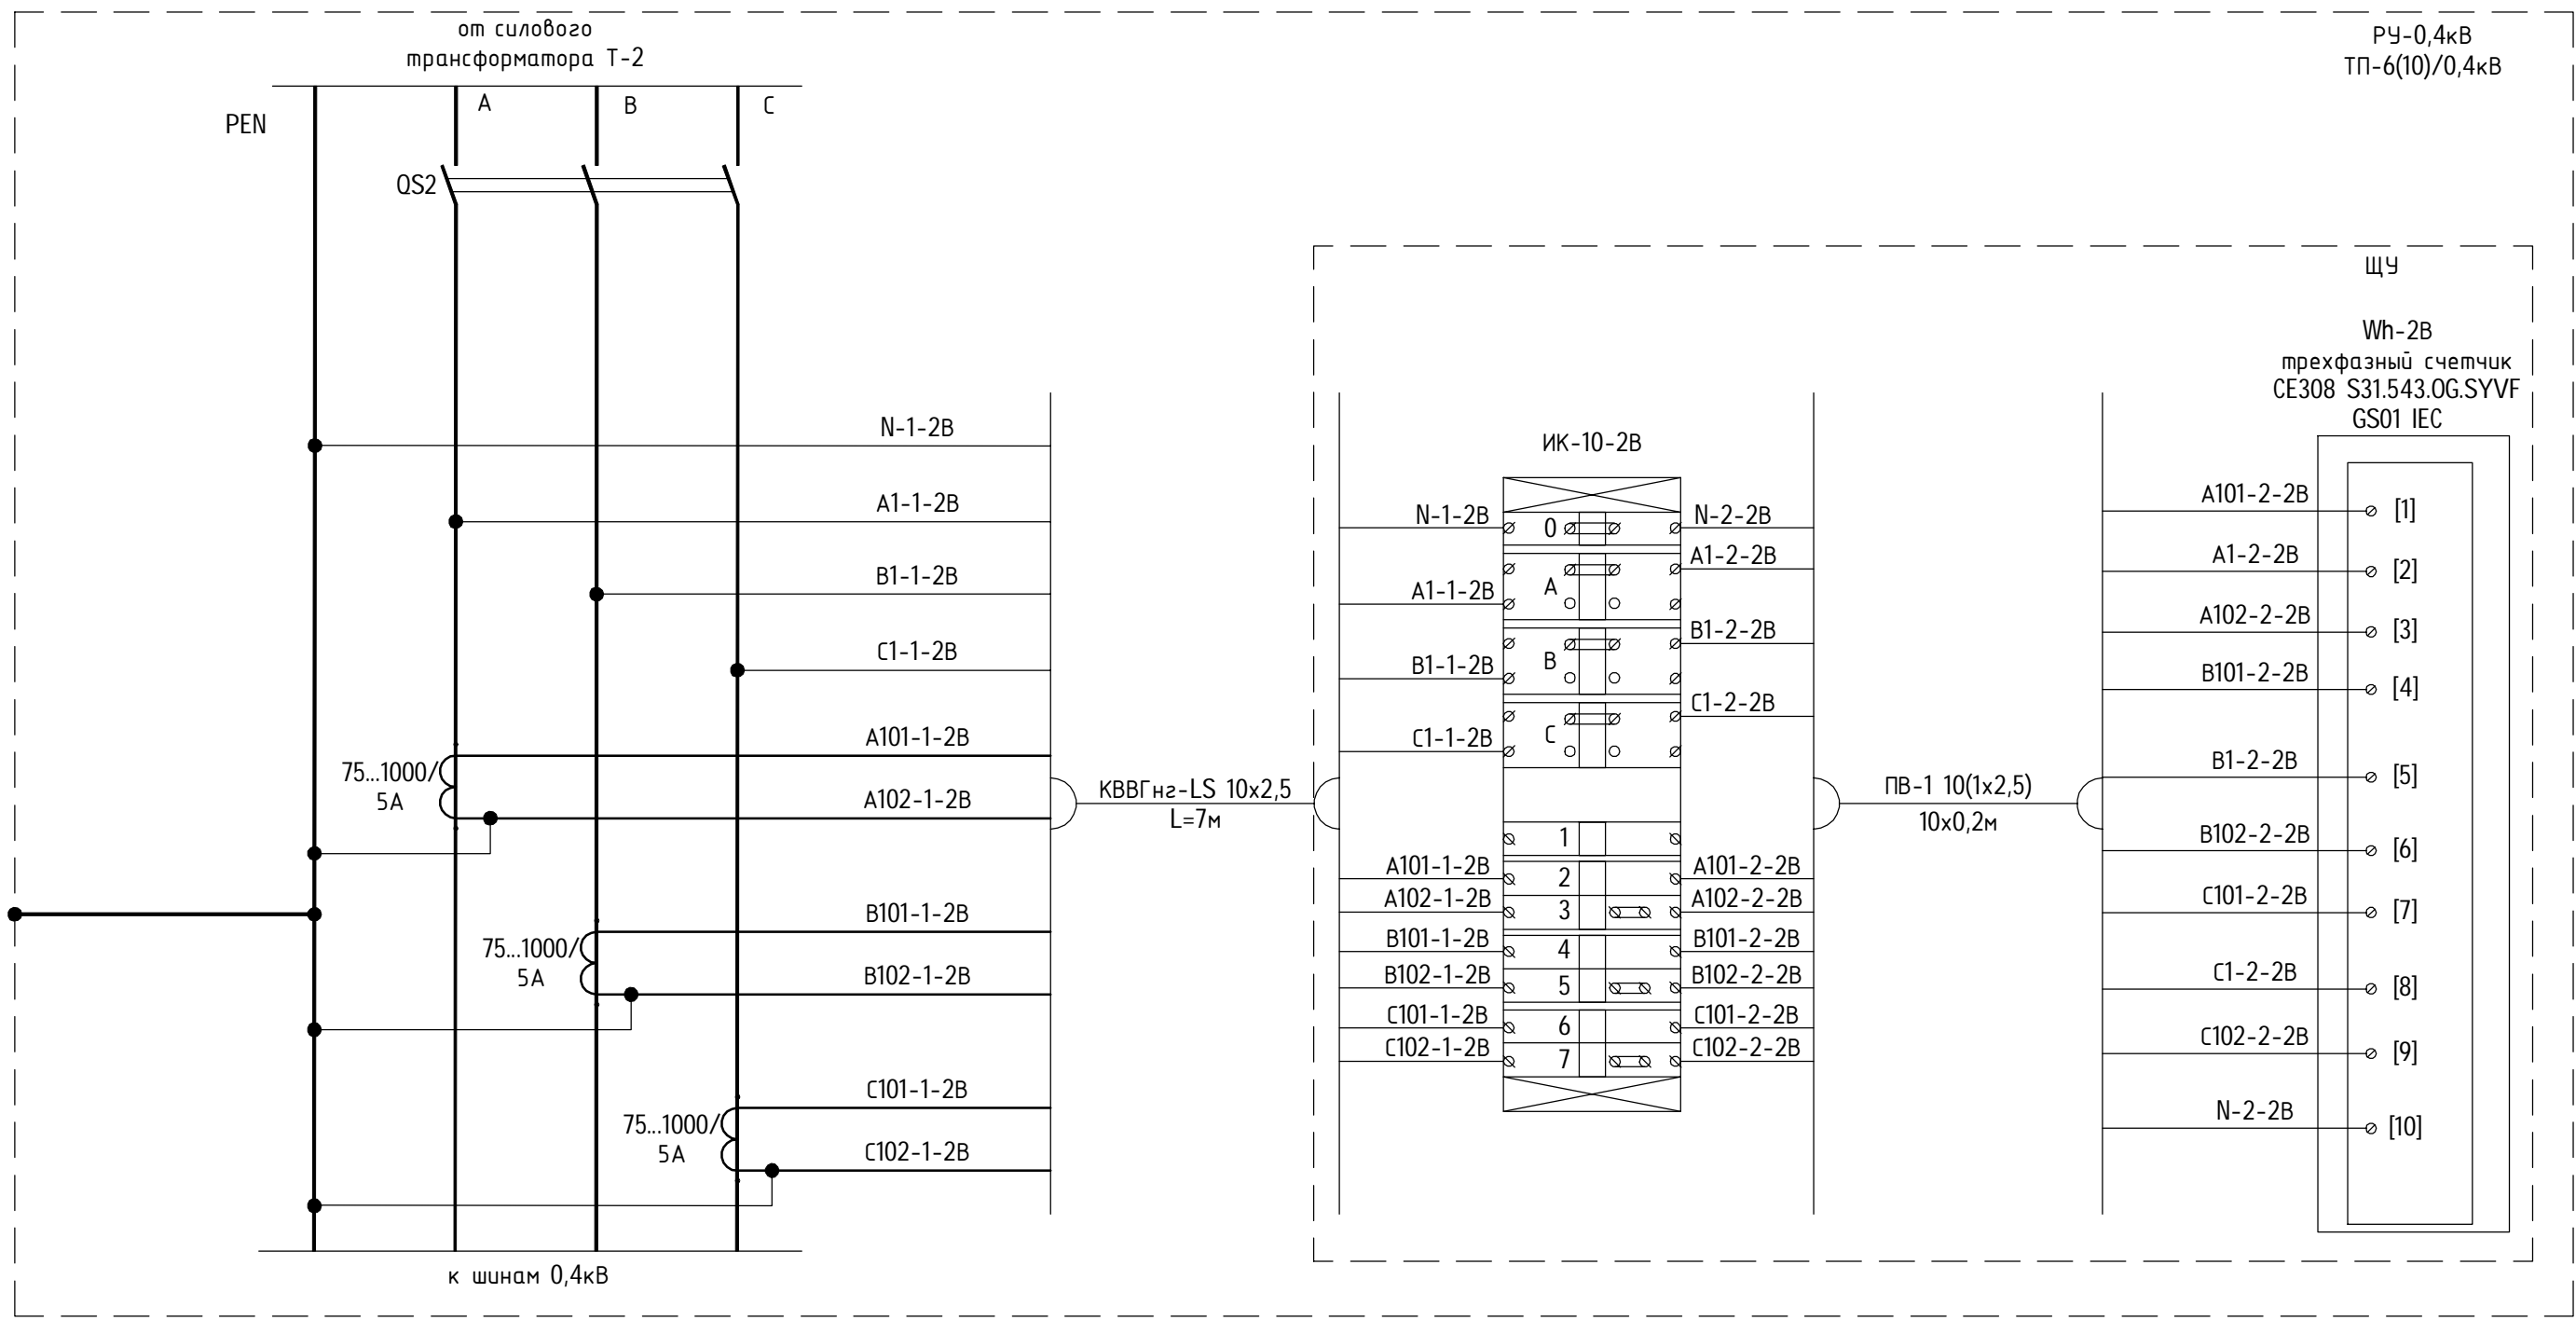 от силового
трансформатора Т-2
РУ-0,4кВ
ТП-6(10)/0,4кВ
PEN
A
B
C
QS2
ЩУ
Wh-2В
трехфазный счетчик
CE308 S31.543.OG.SYVF
GS01 IEC
N-1-2В
A1-1-2В
B1-1-2В
C1-1-2В
A101-1-2В
75...1000/
5А
A102-1-2В
B101-1-2В
75...1000/
5А
B102-1-2В
C101-1-2В
75...1000/
5А
C102-1-2В
к шинам 0,4кВ
КВВГнг-LS 10х2,5
L=7м
ИК-10-2В
N-1-2В
0
N-2-2В
A1-2-2В
A
A1-1-2В
B1-2-2В
B
B1-1-2В
C1-2-2В
C
C1-1-2В
1
A101-1-2В
2
A101-2-2В
A102-1-2В
3
A102-2-2В
B101-1-2В
4
B101-2-2В
B102-1-2В
5
B102-2-2В
C101-1-2В
6
C101-2-2В
C102-1-2В
7
C102-2-2В
ПВ-1 10(1х2,5)
10х0,2м
A101-2-2В
[1]
A1-2-2В
[2]
A102-2-2В
[3]
B101-2-2В
[4]
B1-2-2В
[5]
B102-2-2В
[6]
C101-2-2В
[7]
C1-2-2В
[8]
C102-2-2В
[9]
N-2-2В
[10]